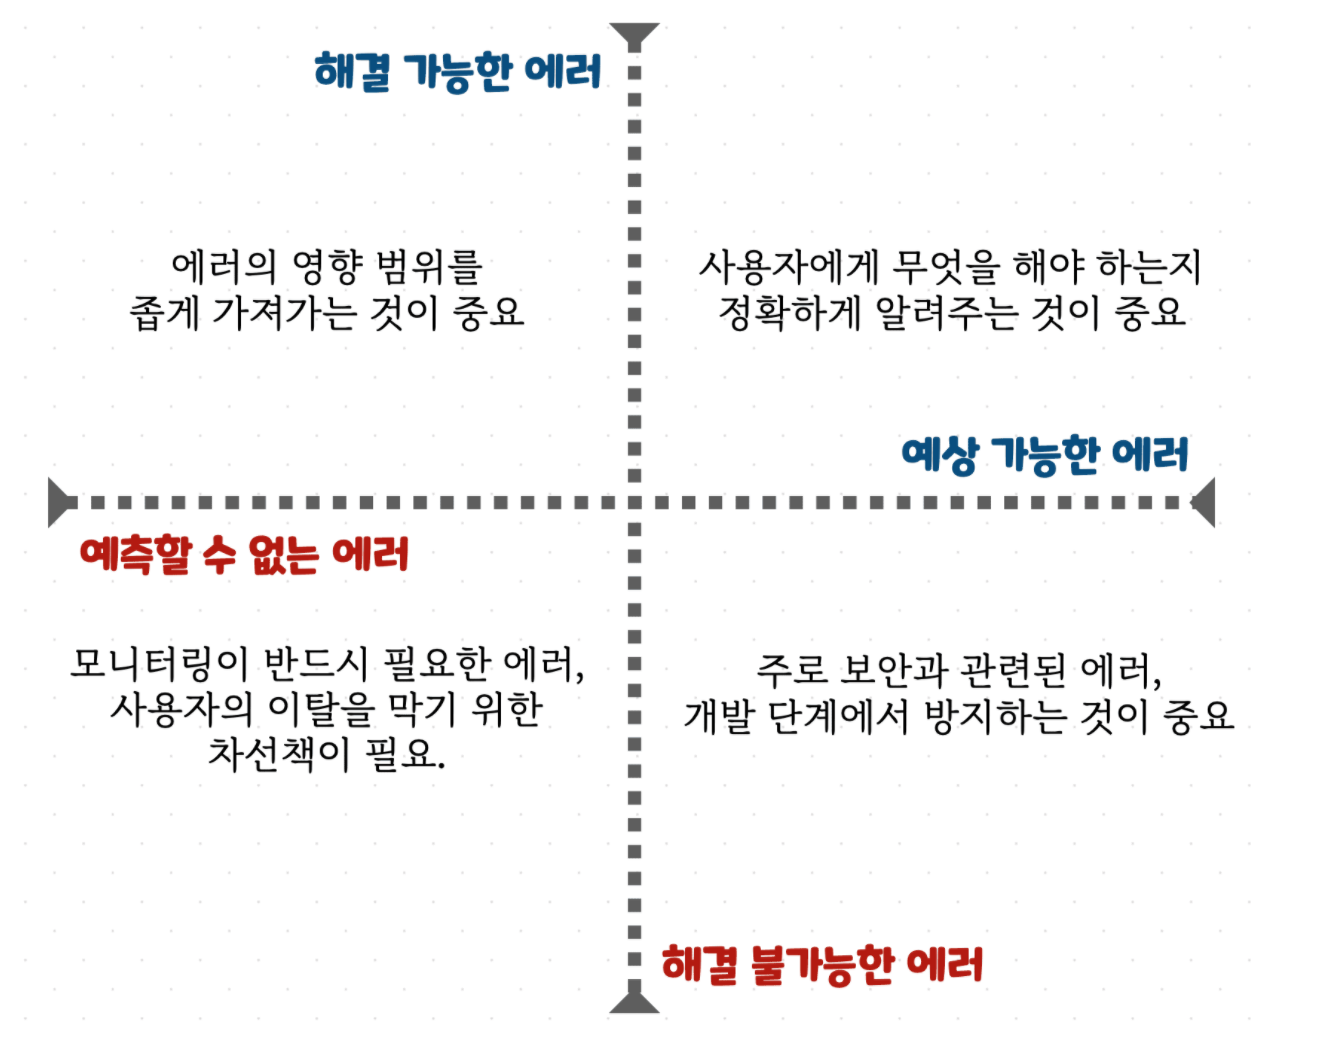 해결 가능한 에러
에러의 영향 범위를
좁게 가져가는 것이 중요
사용자에게 무엇을 해야 하는지
정확하게 알려주는 것이 중요
예상 가능한 에러
예측할 수 없는 에러
모니터링이 반드시 필요한 에러,
사용자의 이탈을 막기 위한
차선책이 필요.
주로 보안과 관련된 에러,
개발 단계에서 방지하는 것이 중요
해결 불가능한 에러